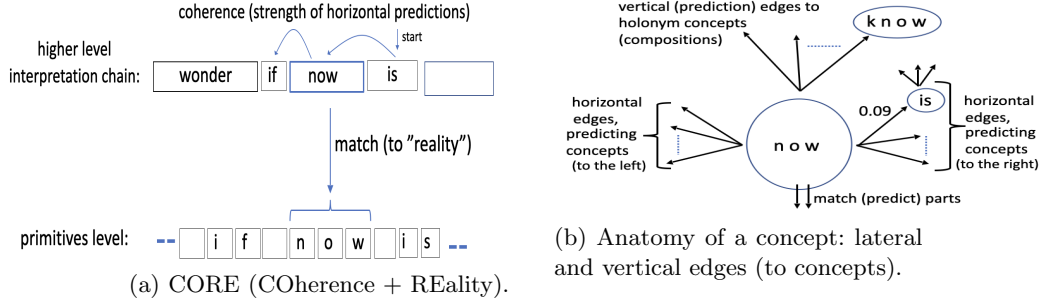 coherence (strength of horizontal predictions)
start
higher level
interpretation chain:
wonder
if
now
is
match (to "reality")
primitives level:
i f n o w i s
(a) CORE (COherence + REality).
vertical (prediction) edges to
holonym concepts
(compositions)
k n o w
is
0.09
horizontal
edges,
predicting
concepts
(to the left)
n o w
horizontal
edges,
predicting
concepts
(to the right)
match (predict) parts
(b) Anatomy of a concept: lateral
and vertical edges (to concepts).